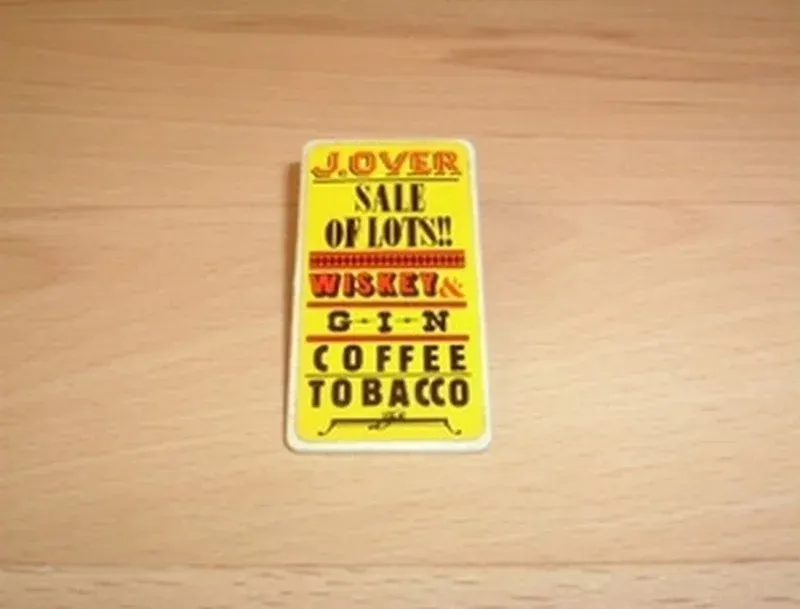 J.OVER
SALE
OF LOTS!!
WISKEY &
G-I-N
COFFEE
TOBACCO